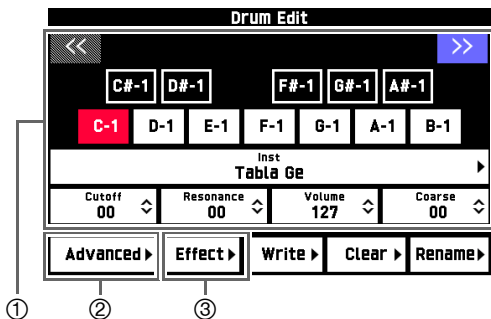 Drum Edit
<< >>
C#-1 D#-1 F#-1 G#-1 A#-1
C-1 D-1 E-1 F-1 G-1 A-1 B-1
Inst
Tabla Ge
Cutoff Resonance Volume Coarse
00 00 127 00
Advanced Effect Write Clear Rename
① ② ③